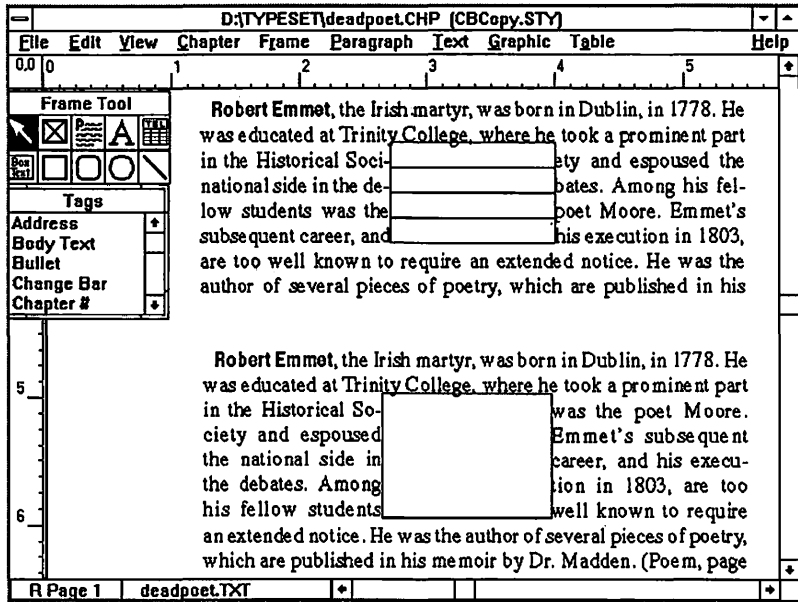 D:\TYPESET\deadpoet.CHP (CBCopy.STY)
File Edit View Chapter Frame Paragraph Text Graphic Table Help
0,0 0 1 2 3 4 5
Frame Tool
A
Box Text
Tags
Address
Body Text
Bullet
Change Bar
Chapter #
Robert Emmet, the Irish martyr, was born in Dublin, in 1778. He
was educated at Trinity College, where he took a prominent part
in the Historical Soci- ety and espoused the
national side in the de- bates. Among his fel-
low students was the poet Moore. Emmet's
subsequent career, and his execution in 1803,
are too well known to require an extended notice. He was the
author of several pieces of poetry, which are published in his
Robert Emmet, the Irish martyr, was born in Dublin, in 1778. He
was educated at Trinity College, where he took a prominent part
in the Historical So-
ciety and espoused
the national side in
the debates. Among
his fellow students
was the poet Moore.
Emmet's subsequent
career, and his execu-
tion in 1803, are too
well known to require
an extended notice. He was the author of several pieces of poetry,
which are published in his memoir by Dr. Madden. (Poem, page
5
6
R Page 1 deadpoet.TXT